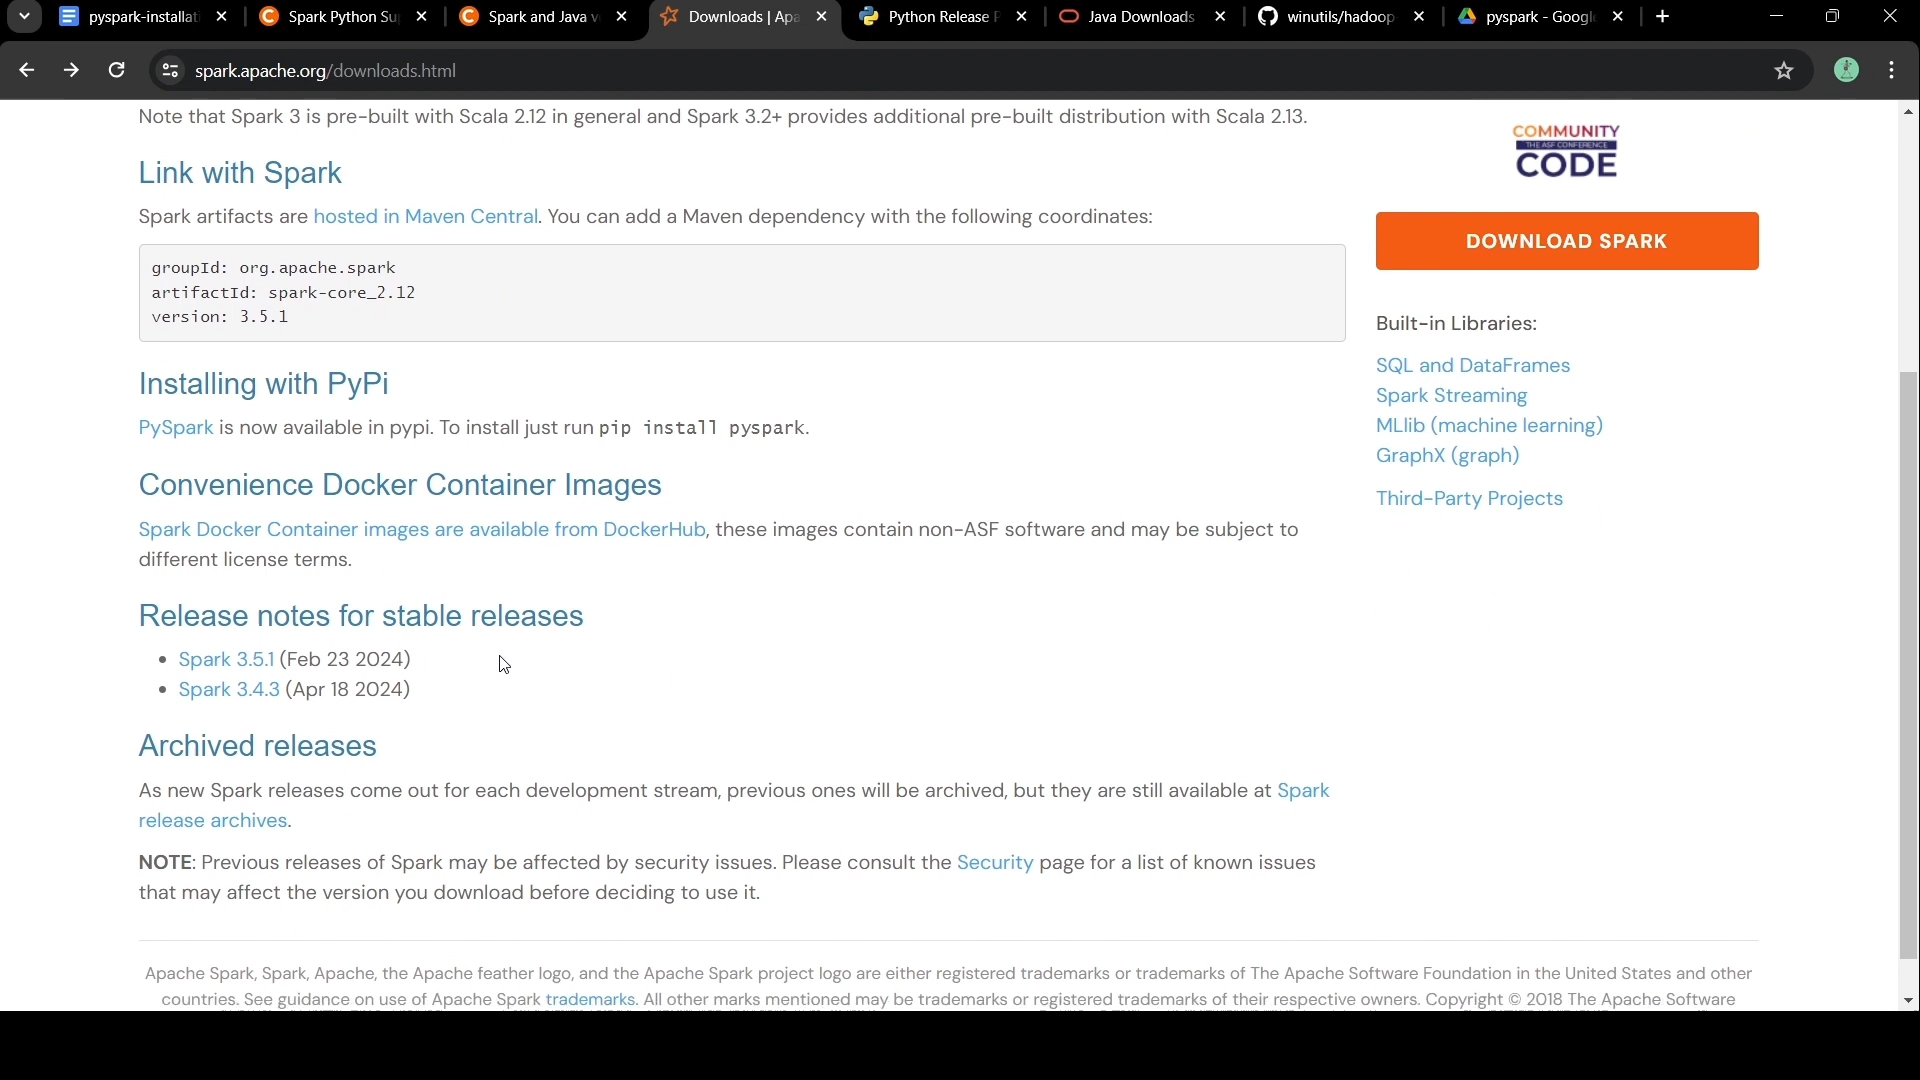 pyspark-installati
Spark Python Su
Spark and Java v
Downloads | Apa
Python Release P
Java Downloads
winutils/hadoop
pyspark - Googl
spark.apache.org/downloads.html
Note that Spark 3 is pre-built with Scala 2.12 in general and Spark 3.2+ provides additional pre-built distribution with Scala 2.13.
Link with Spark
Spark artifacts are hosted in Maven Central. You can add a Maven dependency with the following coordinates:
groupId: org.apache.spark
artifactId: spark-core_2.12
version: 3.5.1
Installing with PyPi
PySpark is now available in pypi. To install just run pip install pyspark.
Convenience Docker Container Images
Spark Docker Container images are available from DockerHub, these images contain non-ASF software and may be subject to
different license terms.
Release notes for stable releases
• Spark 3.5.1 (Feb 23 2024)
• Spark 3.4.3 (Apr 18 2024)
Archived releases
As new Spark releases come out for each development stream, previous ones will be archived, but they are still available at Spark
release archives.
NOTE: Previous releases of Spark may be affected by security issues. Please consult the Security page for a list of known issues
that may affect the version you download before deciding to use it.
COMMUNITY
THE ASF CONFERENCE
CODE
DOWNLOAD SPARK
Built-in Libraries:
SQL and DataFrames
Spark Streaming
MLlib (machine learning)
GraphX (graph)
Third-Party Projects
Apache Spark, Spark, Apache, the Apache feather logo, and the Apache Spark project logo are either registered trademarks or trademarks of The Apache Software Foundation in the United States and other
countries. See guidance on use of Apache Spark trademarks. All other marks mentioned may be trademarks or registered trademarks of their respective owners. Copyright © 2018 The Apache Software